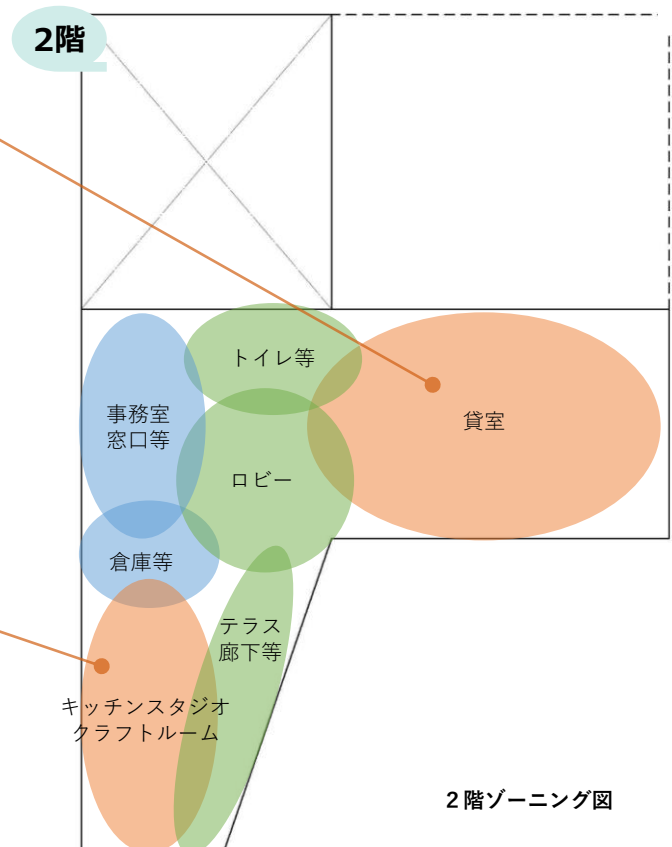 2階
トイレ等
事務室
窓口等
貸室
ロビー
倉庫等
テラス
廊下等
キッチンスタジオ
クラフトルーム
２階ゾーニング図